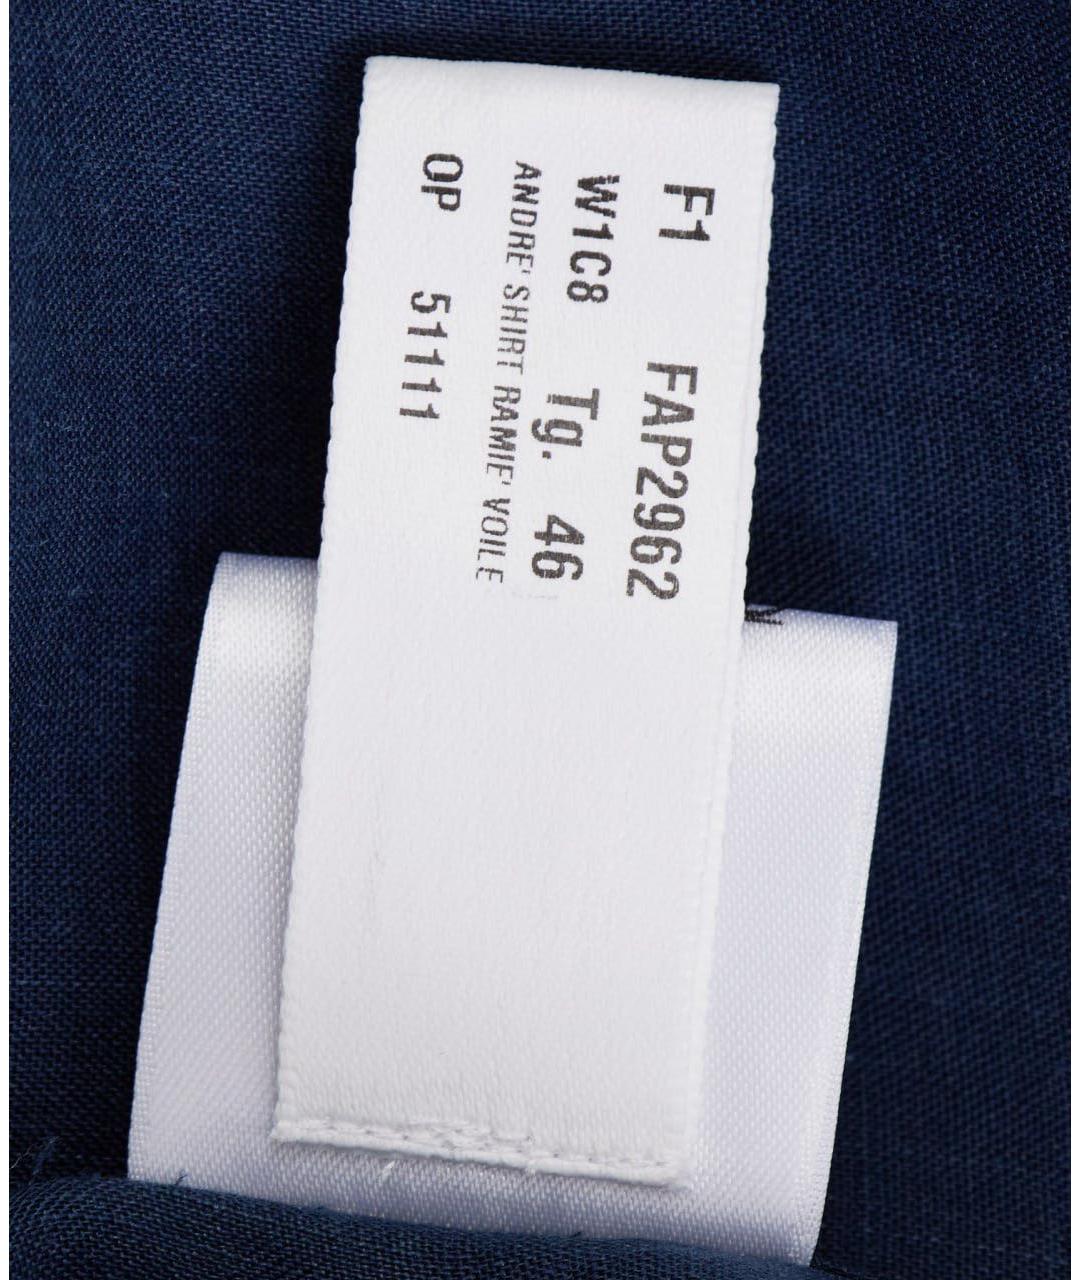 F1 FAP2962
W1C8 Tg. 46
ANDRE' SHIRT RAMIE' VOILE
OP 51111